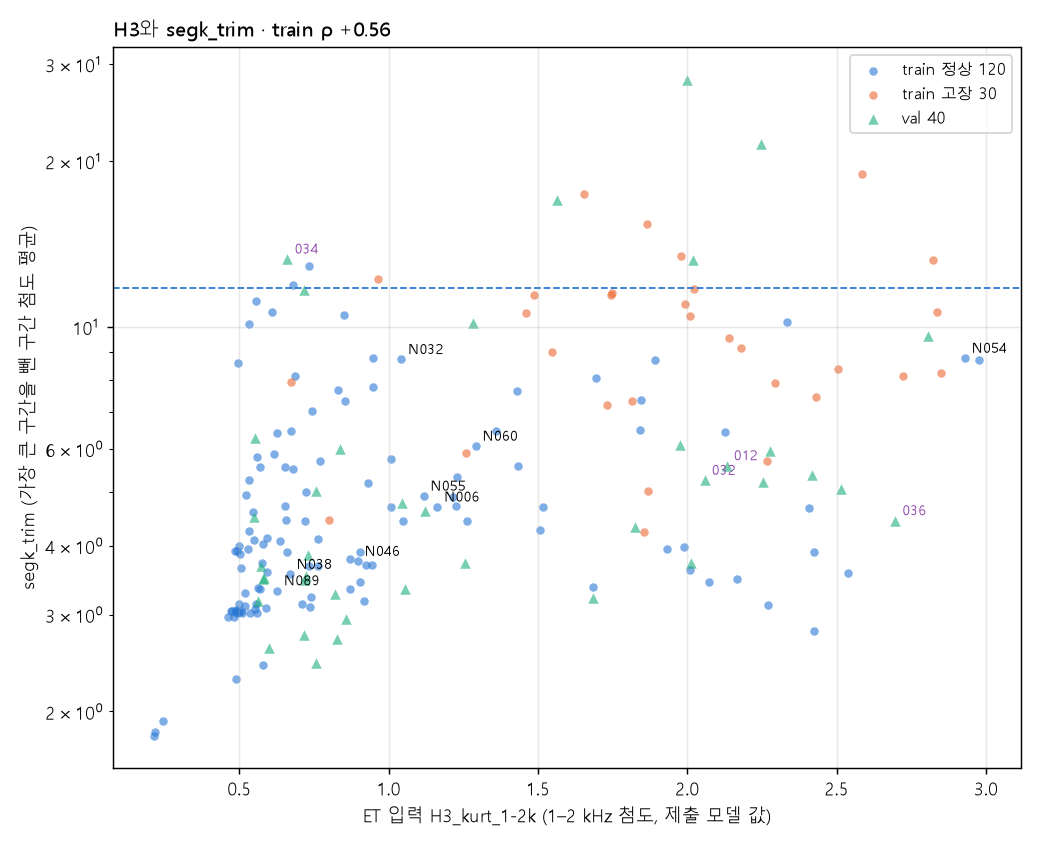 H3와 segk_trim · train ρ +0.56
segk_trim (가장 큰 구간을 뺀 구간 첨도 평균)
3 × 10¹
2 × 10¹
10¹
6 × 10⁰
4 × 10⁰
3 × 10⁰
2 × 10⁰
train 정상 120
train 고장 30
val 40
034
N032
N054
N060
012
032
N055
N006
036
N046
N038
N089
0.5
1.0
1.5
2.0
2.5
3.0
ET 입력 H3_kurt_1-2k (1–2 kHz 첨도, 제출 모델 값)